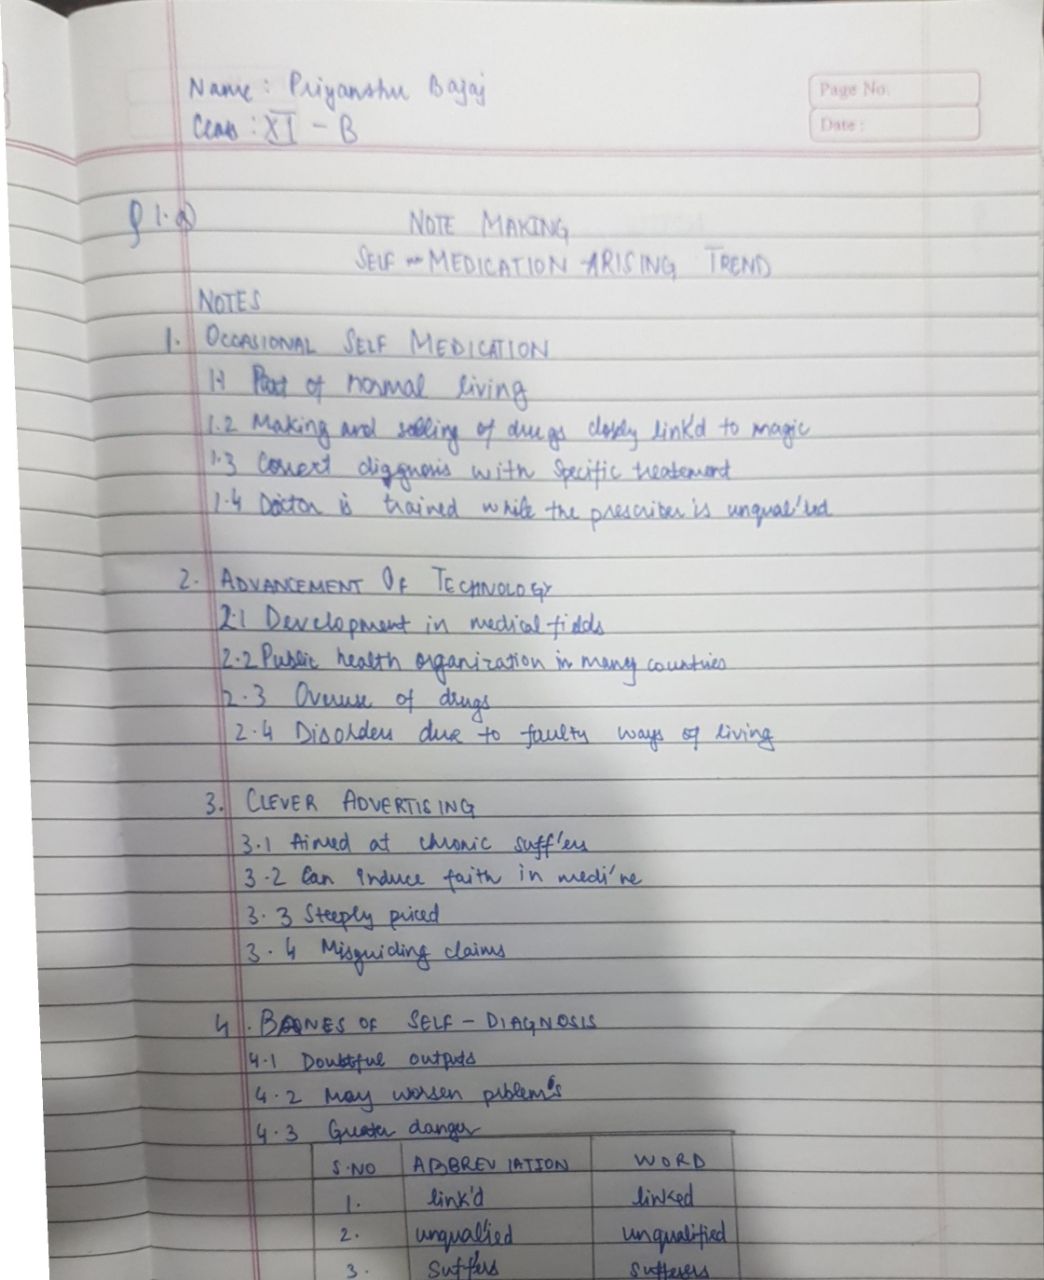 Name : Priyanshu Bajaj
Class : XI - B
Page No.
Date :
Q 1. a)
NOTE MAKING
SELF - MEDICATION ARISING TREND
NOTES
1. OCCASIONAL SELF MEDICATION
1.1 Part of normal living
1.2 Making and selling of drugs closely link'd to magic
1.3 Correct diagnosis with specific treatement
1.4 Doctor is trained while the prescriber is unqual'ied
2. ADVANCEMENT OF TECHNOLOGY
2.1 Development in medical fields
2.2 Public health organization in many countries
2.3 Overuse of drugs
2.4 Disorders due to faulty ways of living
3. CLEVER ADVERTISING
3.1 Aimed at chronic suff'ers
3.2 Can induce faith in medi'ne
3.3 Steeply priced
3.4 Misguiding claims
4. BANES OF SELF - DIAGNOSIS
4.1 Doubtful outputs
4.2 May worsen problem's
4.3 Greater danger
S.NO ABBREVIATION WORD
1. link'd linked
2. unqual'ied unqualified
3. Suff'rs Sufferers